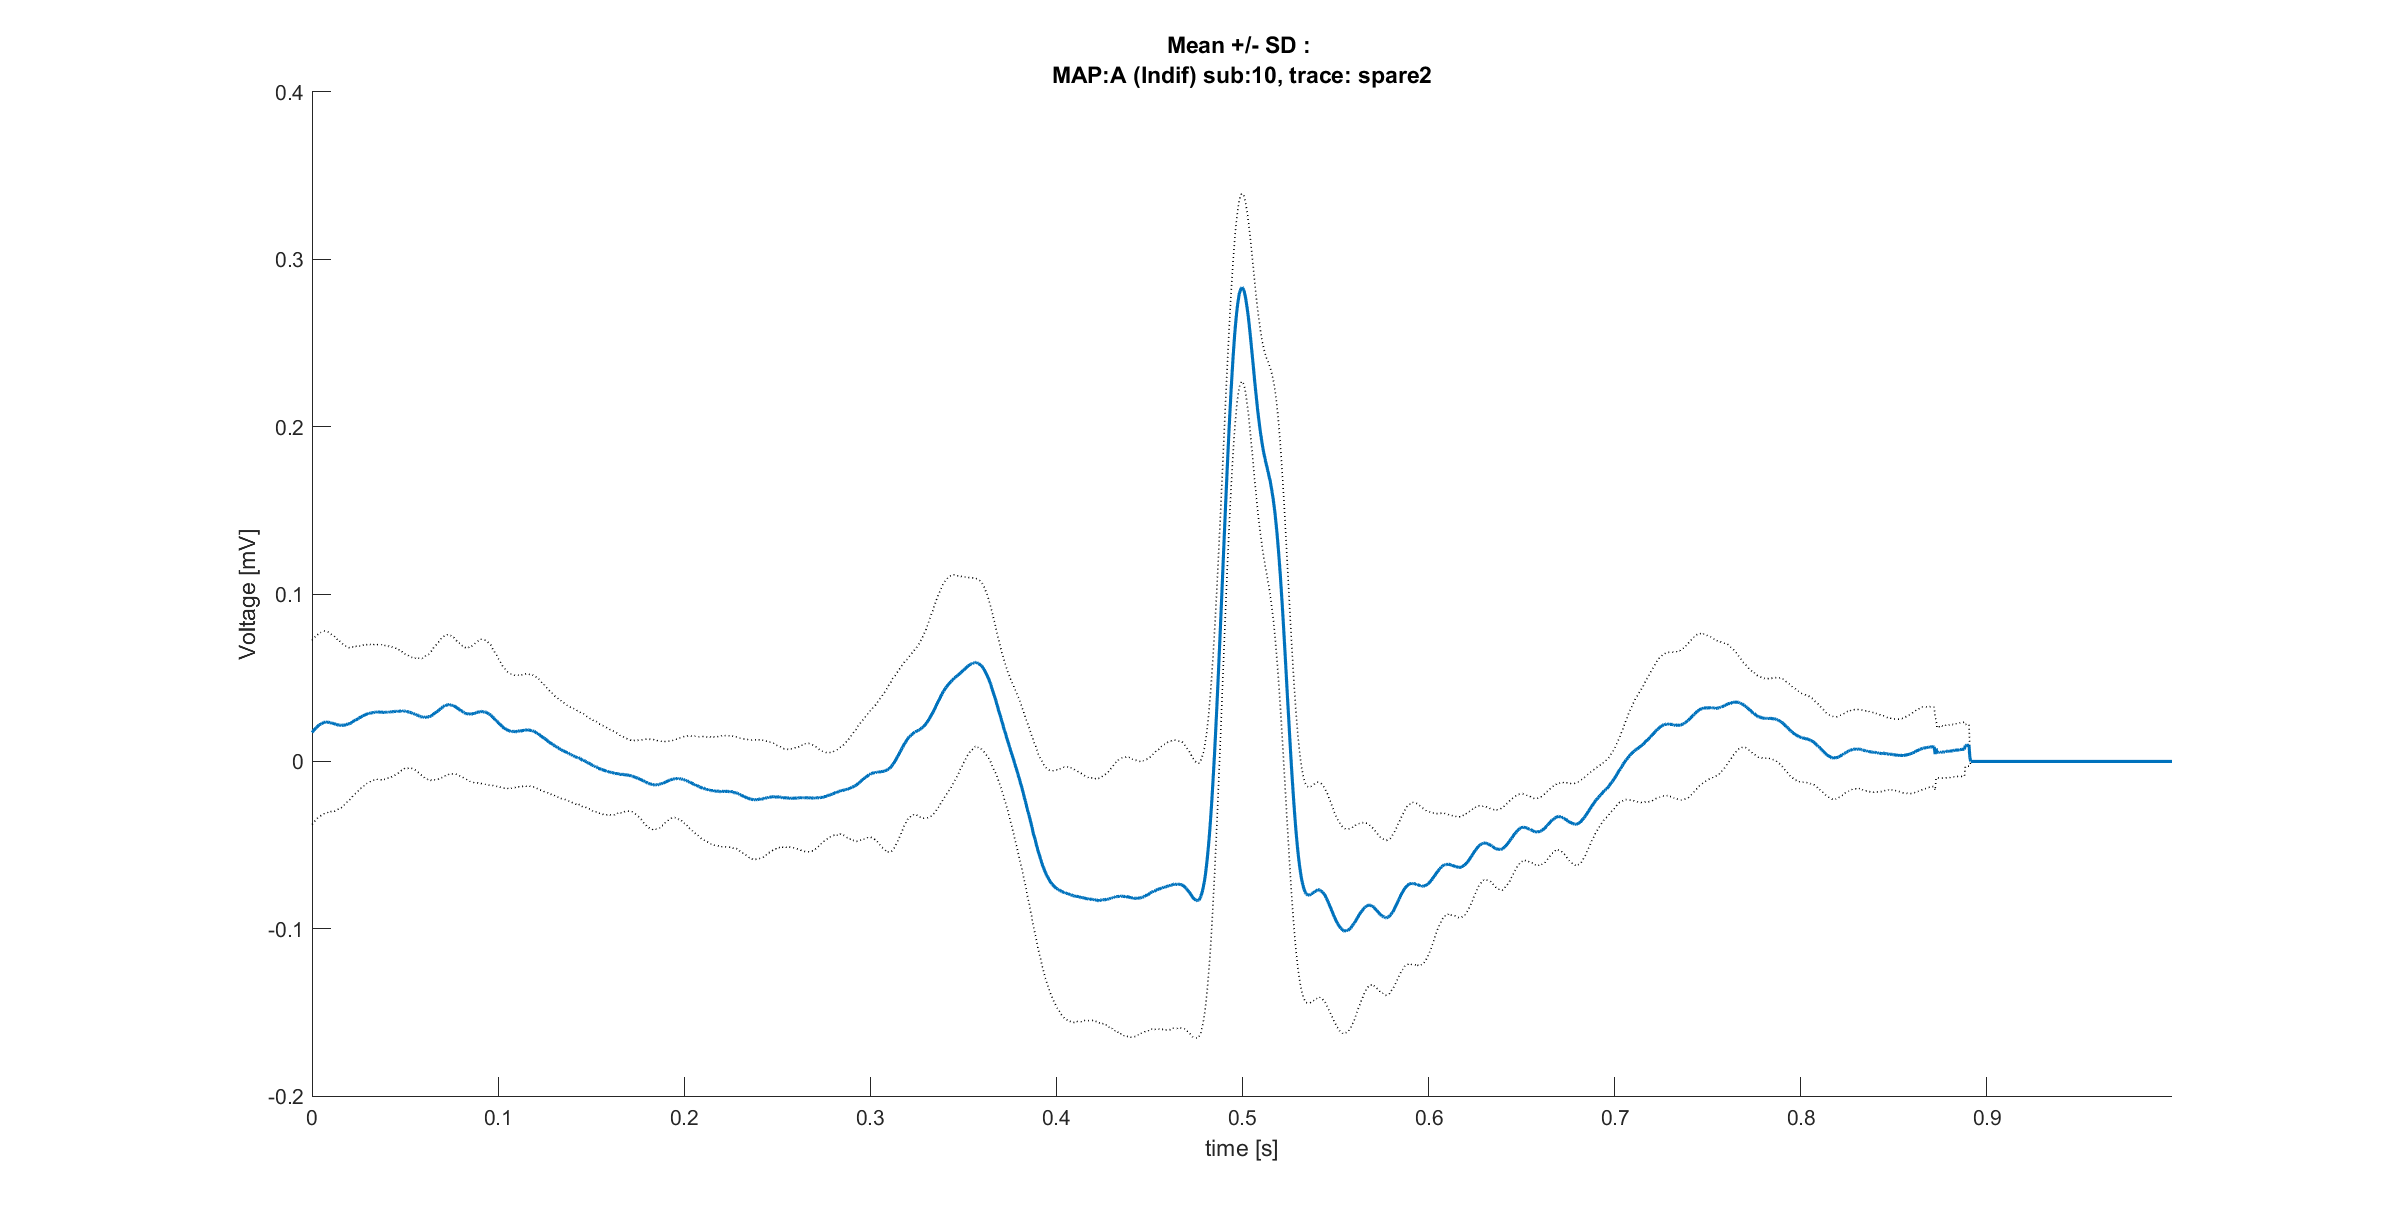 Mean +/- SD :
MAP:A (Indif) sub:10, trace: spare2
0.4
0.3
0.2
0.1
0
-0.1
-0.2
Voltage [mV]
0 0.1 0.2 0.3 0.4 0.5 0.6 0.7 0.8 0.9
time [s]